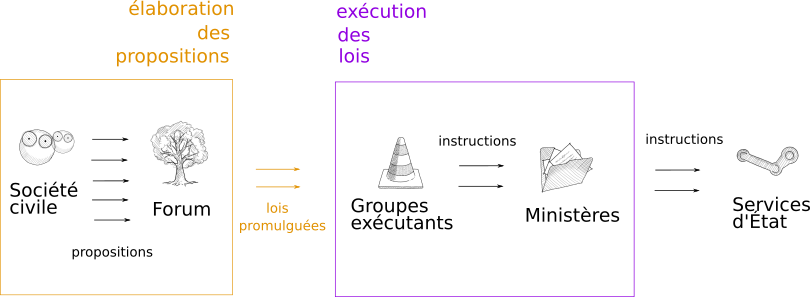 élaboration
des
propositions
exécution
des
lois
Société
civile
Forum
propositions
lois
promulguées
Groupes
exécutants
instructions
Ministères
instructions
Services
d'État